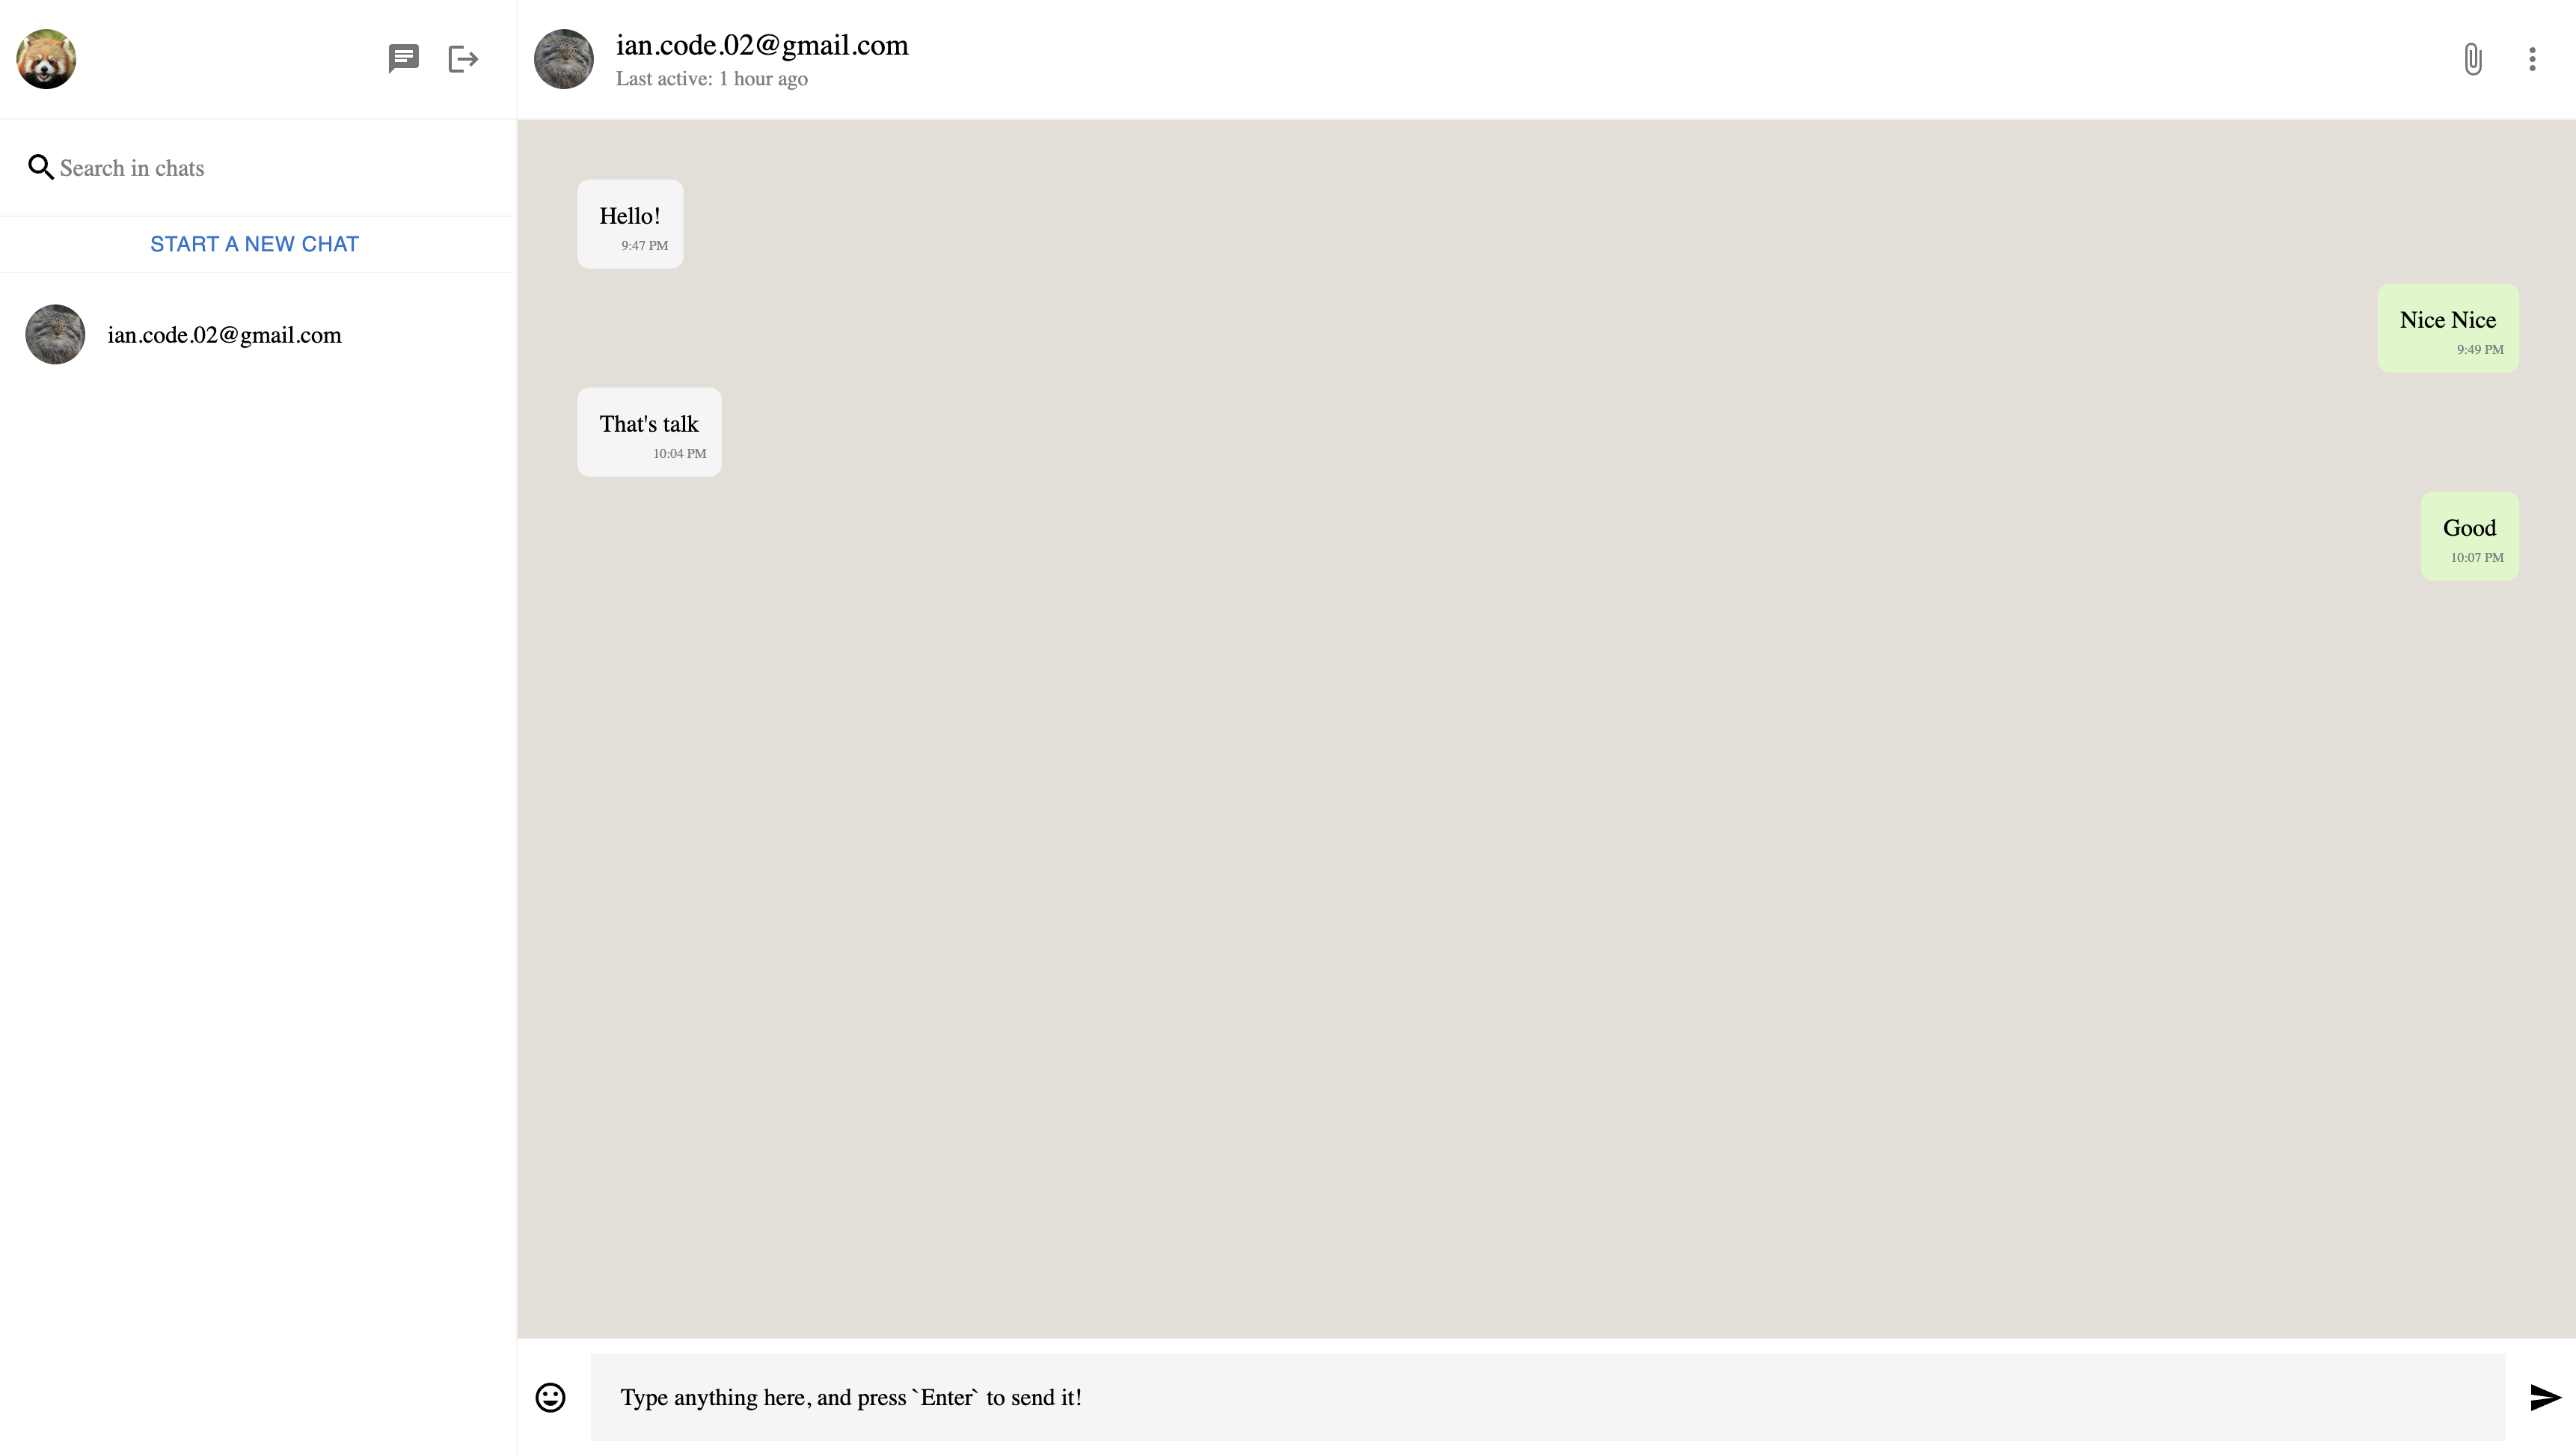 Search in chats
START A NEW CHAT
ian.code.02@gmail.com
ian.code.02@gmail.com
Last active: 1 hour ago
Hello!
9:47 PM
Nice Nice
9:49 PM
That's talk
10:04 PM
Good
10:07 PM
Type anything here, and press `Enter` to send it!